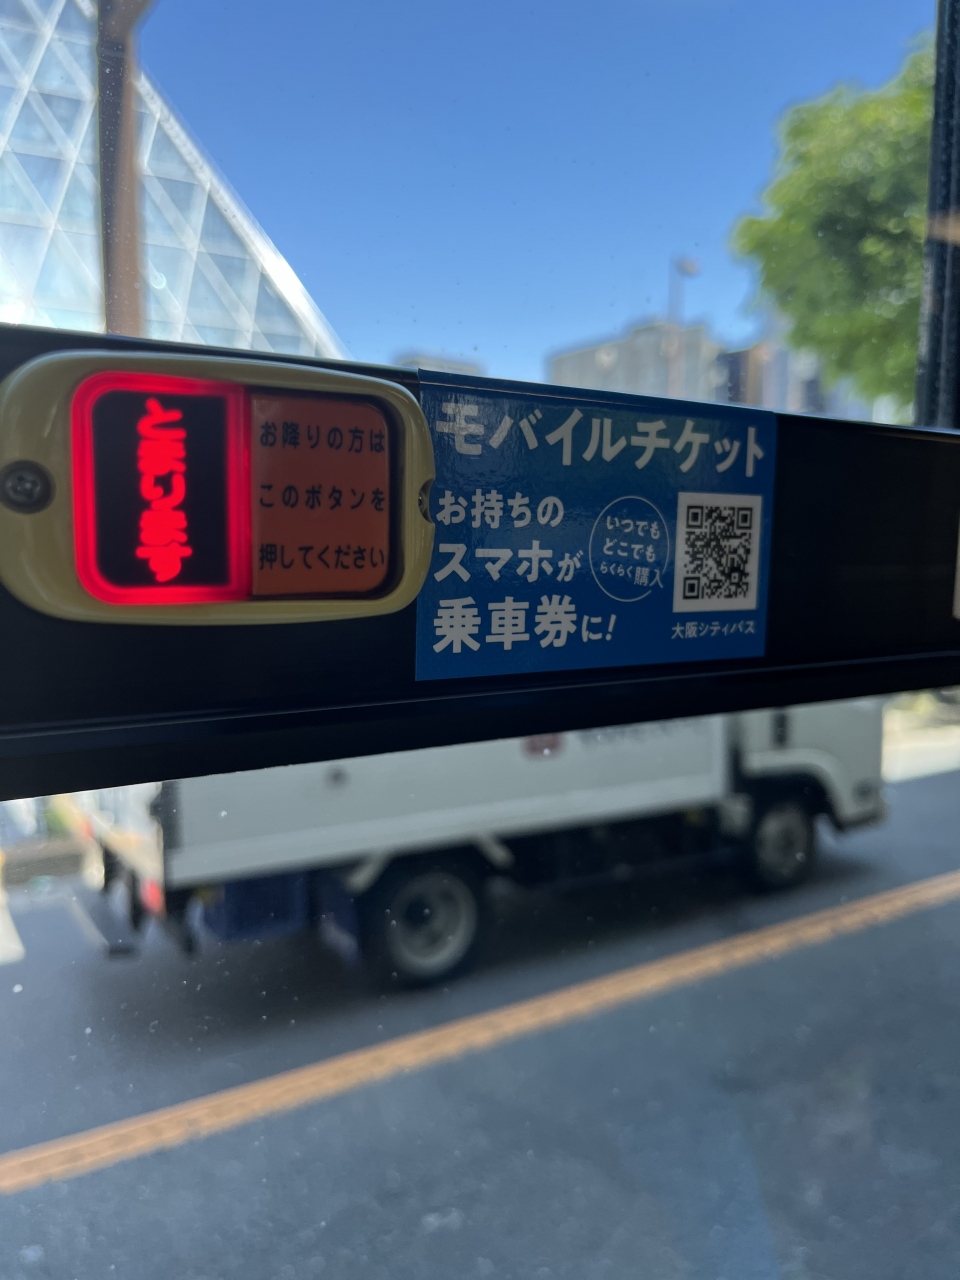 とまります
お降りの方は
このボタンを
押してください
モバイルチケット
お持ちの
スマホが
乗車券に!
いつでも
どこでも
らくらく購入
大阪シティバス